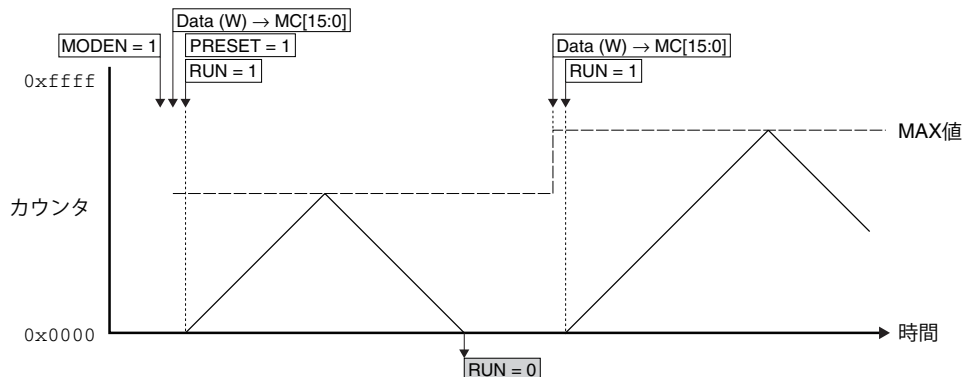 Data (W) → MC[15:0]
MODEN = 1
PRESET = 1
RUN = 1
Data (W) → MC[15:0]
RUN = 1
0xffff
MAX値
カウンタ
0x0000
時間
RUN = 0